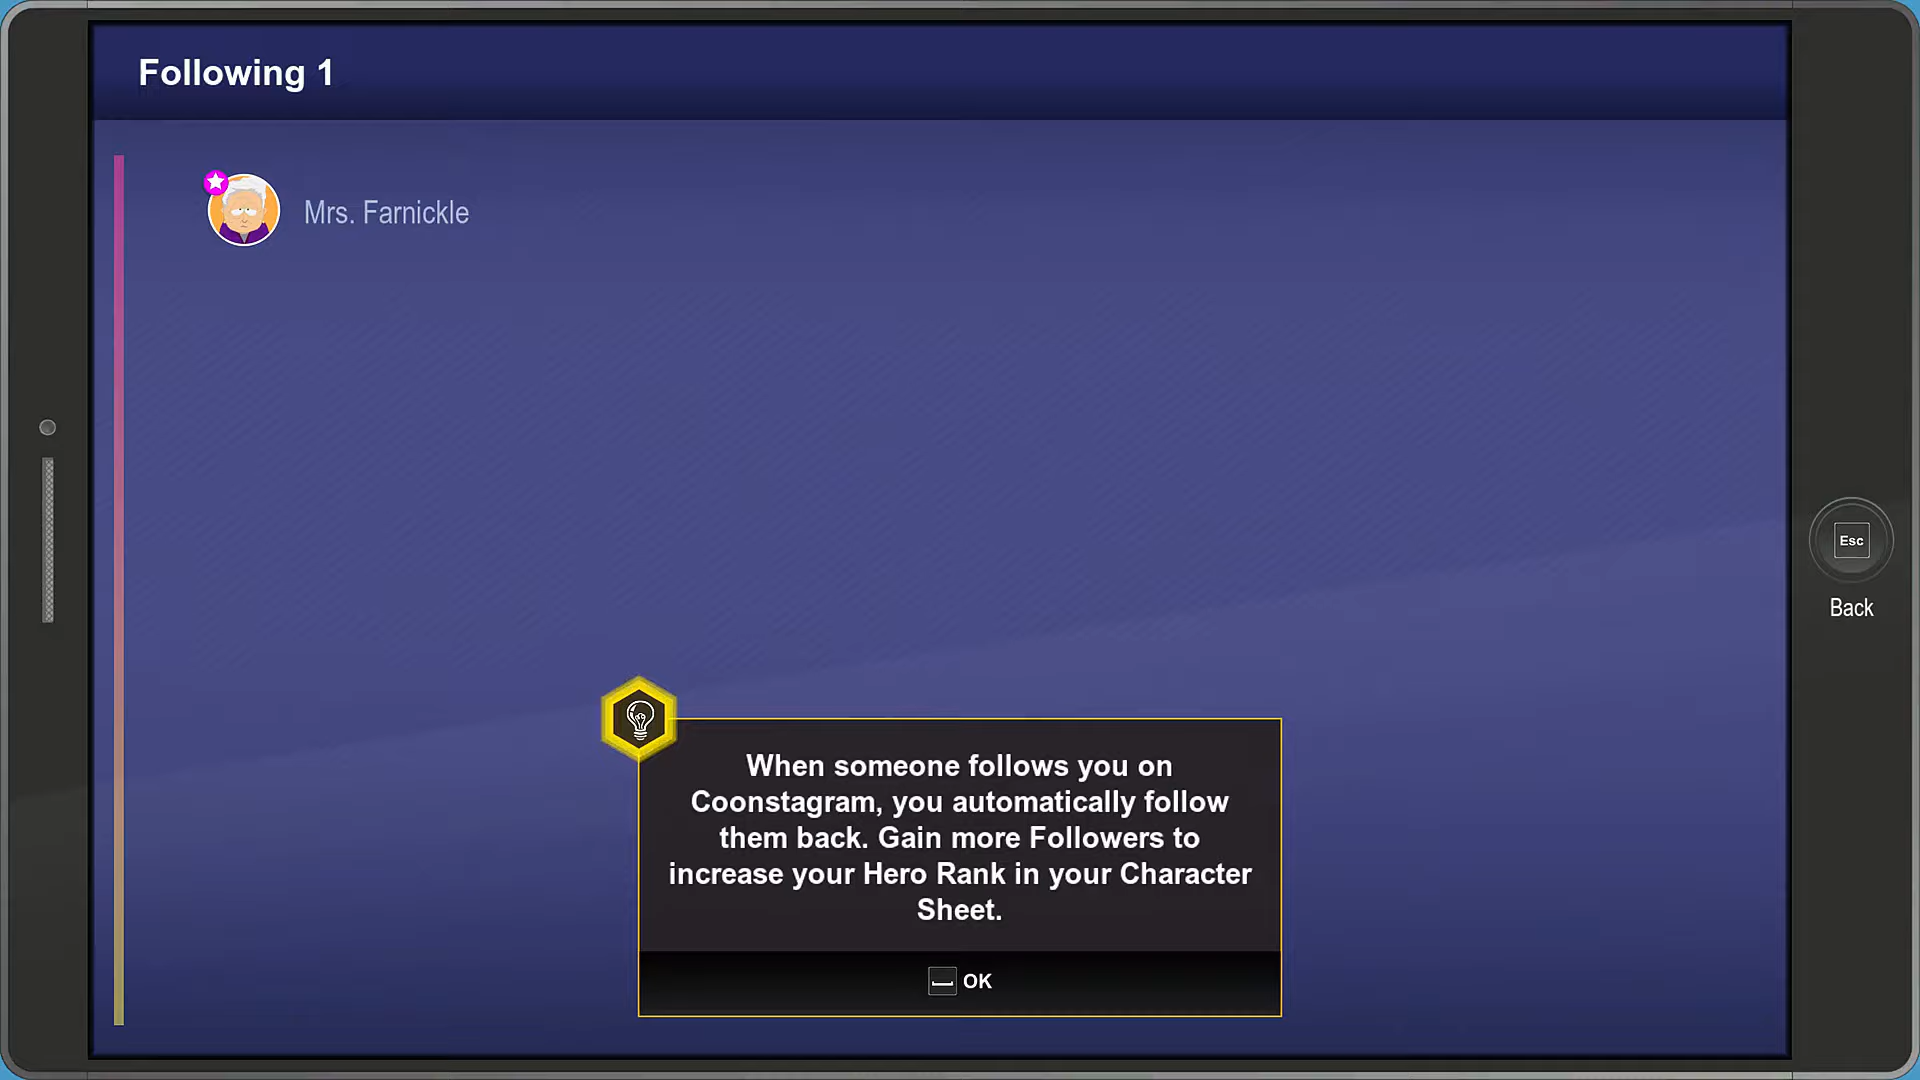 Following 1
Mrs. Farnickle
Esc
Back
When someone follows you on
Coonstagram, you automatically follow
them back. Gain more Followers to
increase your Hero Rank in your Character
Sheet.
OK